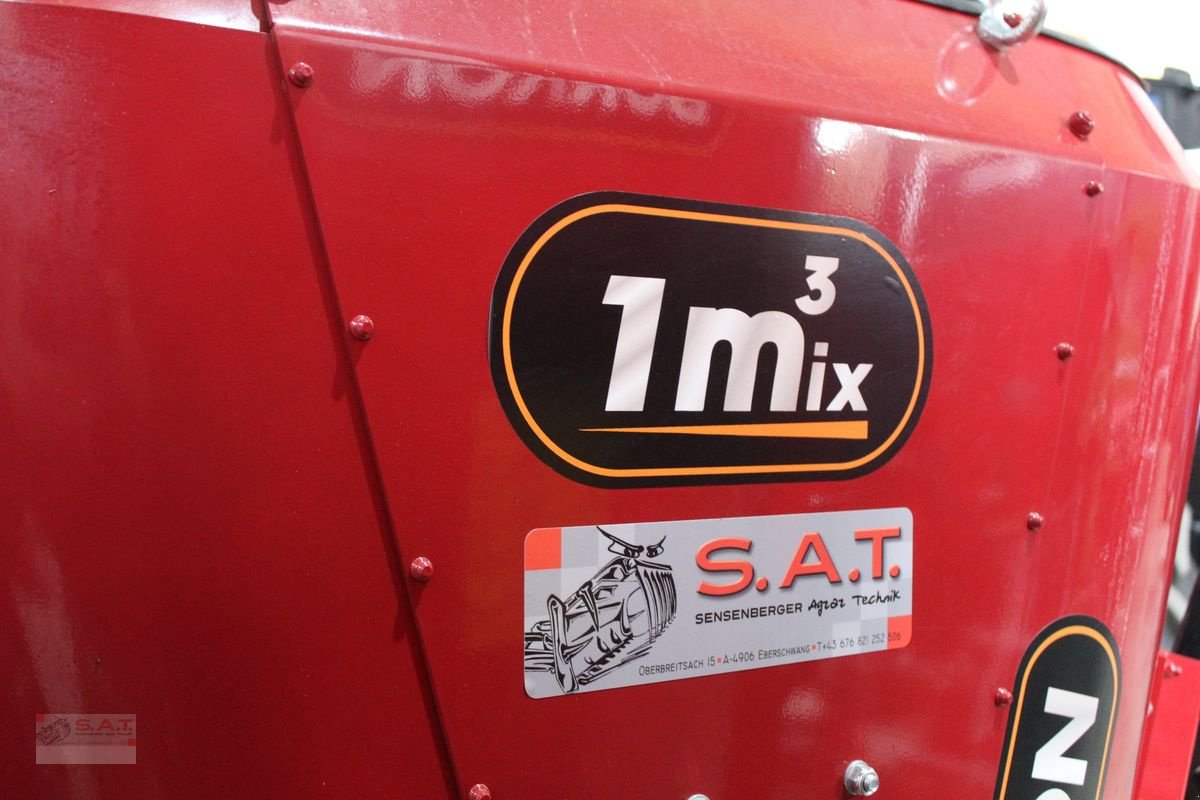 1m³ix
S.A.T.
SENSENBERGER Agrar Technik
OBERBREITSACH 15 ▪ A-4906 EBERSCHWANG ▪ T+43 676 821 252 506
N
S.A.T.